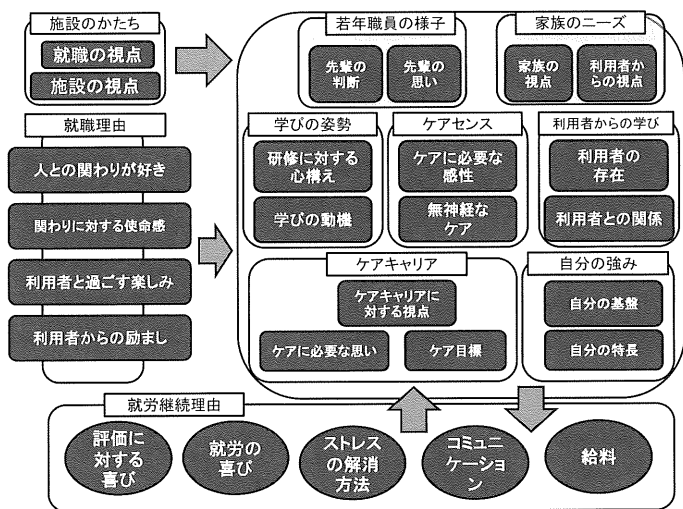 施設のかたち
就職の視点
施設の視点
就職理由
人との関わりが好き
関わりに対する使命感
利用者と過ごす楽しみ
利用者からの励まし
若年職員の様子
先輩の
判断
先輩の
思い
家族のニーズ
家族の
視点
利用者か
らの視点
学びの姿勢
研修に対する
心構え
学びの動機
ケアセンス
ケアに必要な
感性
無神経な
ケア
利用者からの学び
利用者の
存在
利用者との関係
ケアキャリア
ケアキャリアに
対する視点
ケアに必要な思い
ケア目標
自分の強み
自分の基盤
自分の特長
就労継続理由
評価に
対する
喜び
就労の
喜び
ストレス
の解消
方法
コミュニ
ケーショ
ン
給料